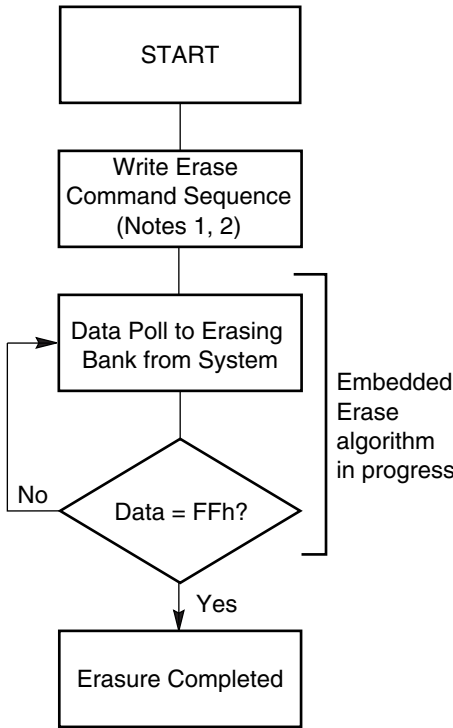 START
Write Erase
Command Sequence
(Notes 1, 2)
Data Poll to Erasing
Bank from System
Embedded
Erase
algorithm
in progress
No
Data = FFh?
Yes
Erasure Completed